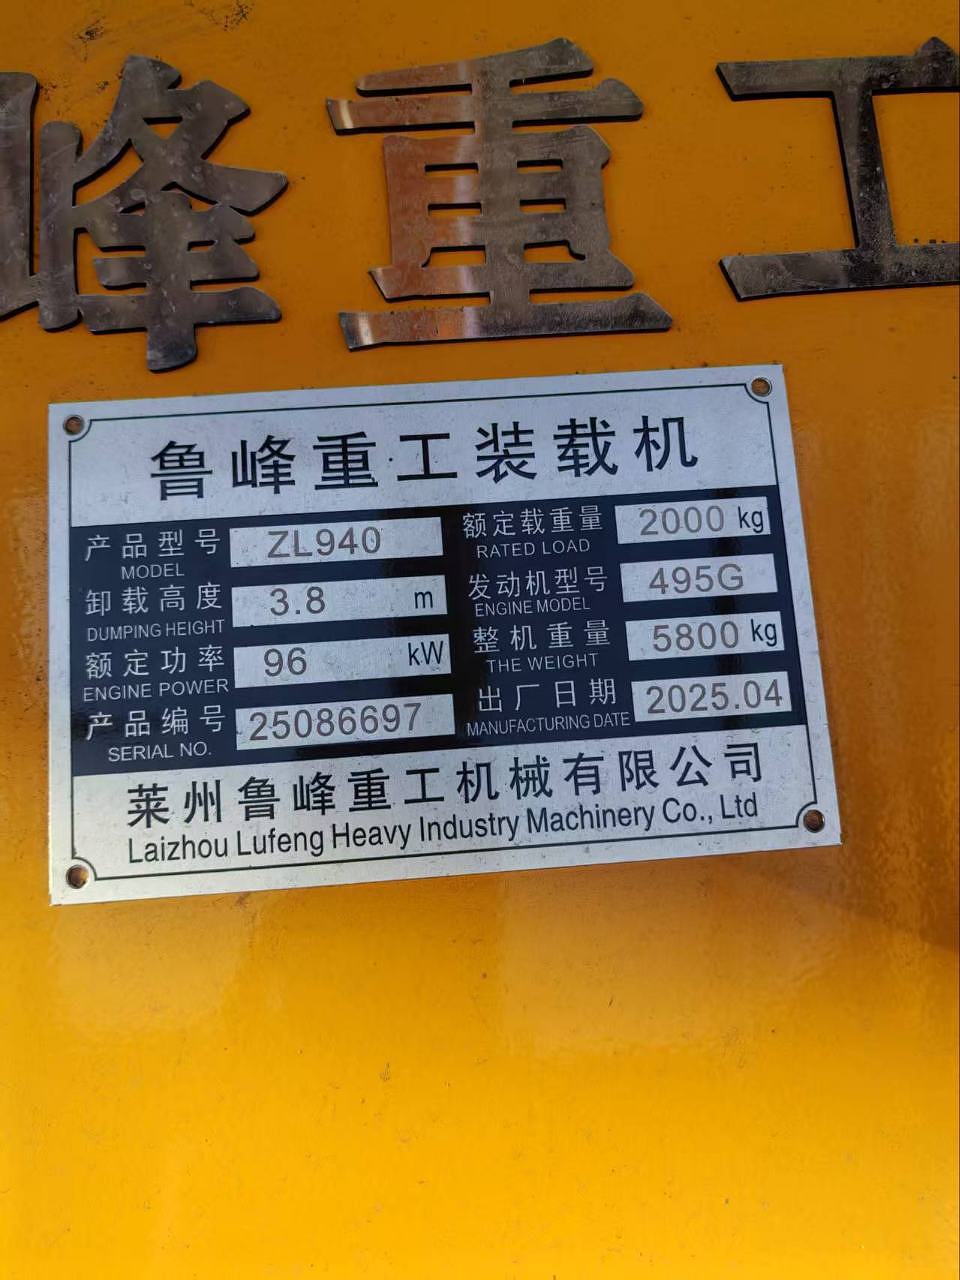 峰重工
鲁峰重工装载机
产品型号 ZL940 额定载重量 2000 kg
MODEL RATED LOAD
卸载高度 3.8 m 发动机型号 495G
DUMPING HEIGHT ENGINE MODEL
额定功率 96 kW 整机重量 5800 kg
ENGINE POWER THE WEIGHT
产品编号 25086697 出厂日期 2025.04
SERIAL NO. MANUFACTURING DATE
莱州鲁峰重工机械有限公司
Laizhou Lufeng Heavy Industry Machinery Co., Ltd